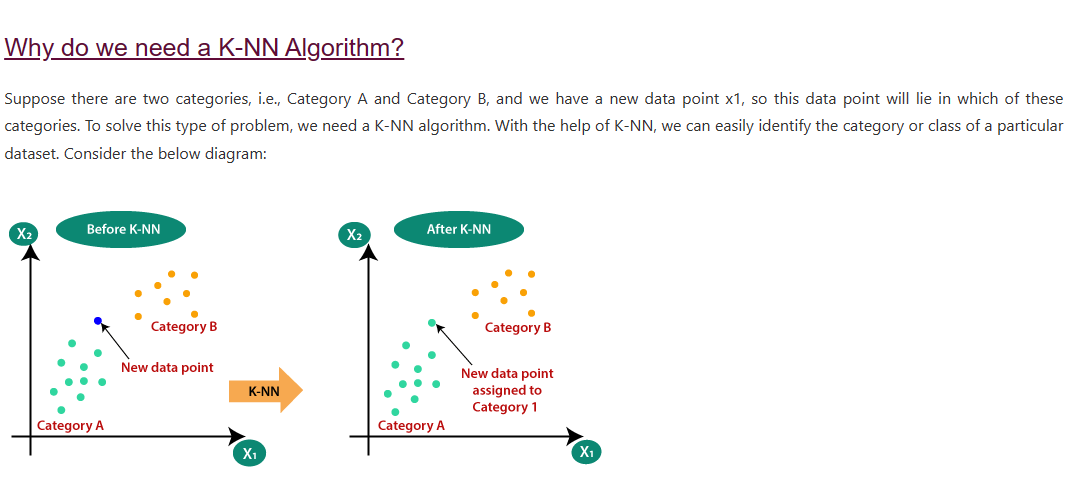 Why do we need a K-NN Algorithm?
Suppose there are two categories, i.e., Category A and Category B, and we have a new data point x1, so this data point will lie in which of these
categories. To solve this type of problem, we need a K-NN algorithm. With the help of K-NN, we can easily identify the category or class of a particular
dataset. Consider the below diagram:
X₂
Before K-NN
Category B
New data point
Category A
X₁
K-NN
X₂
After K-NN
Category B
New data point
assigned to
Category 1
Category A
X₁